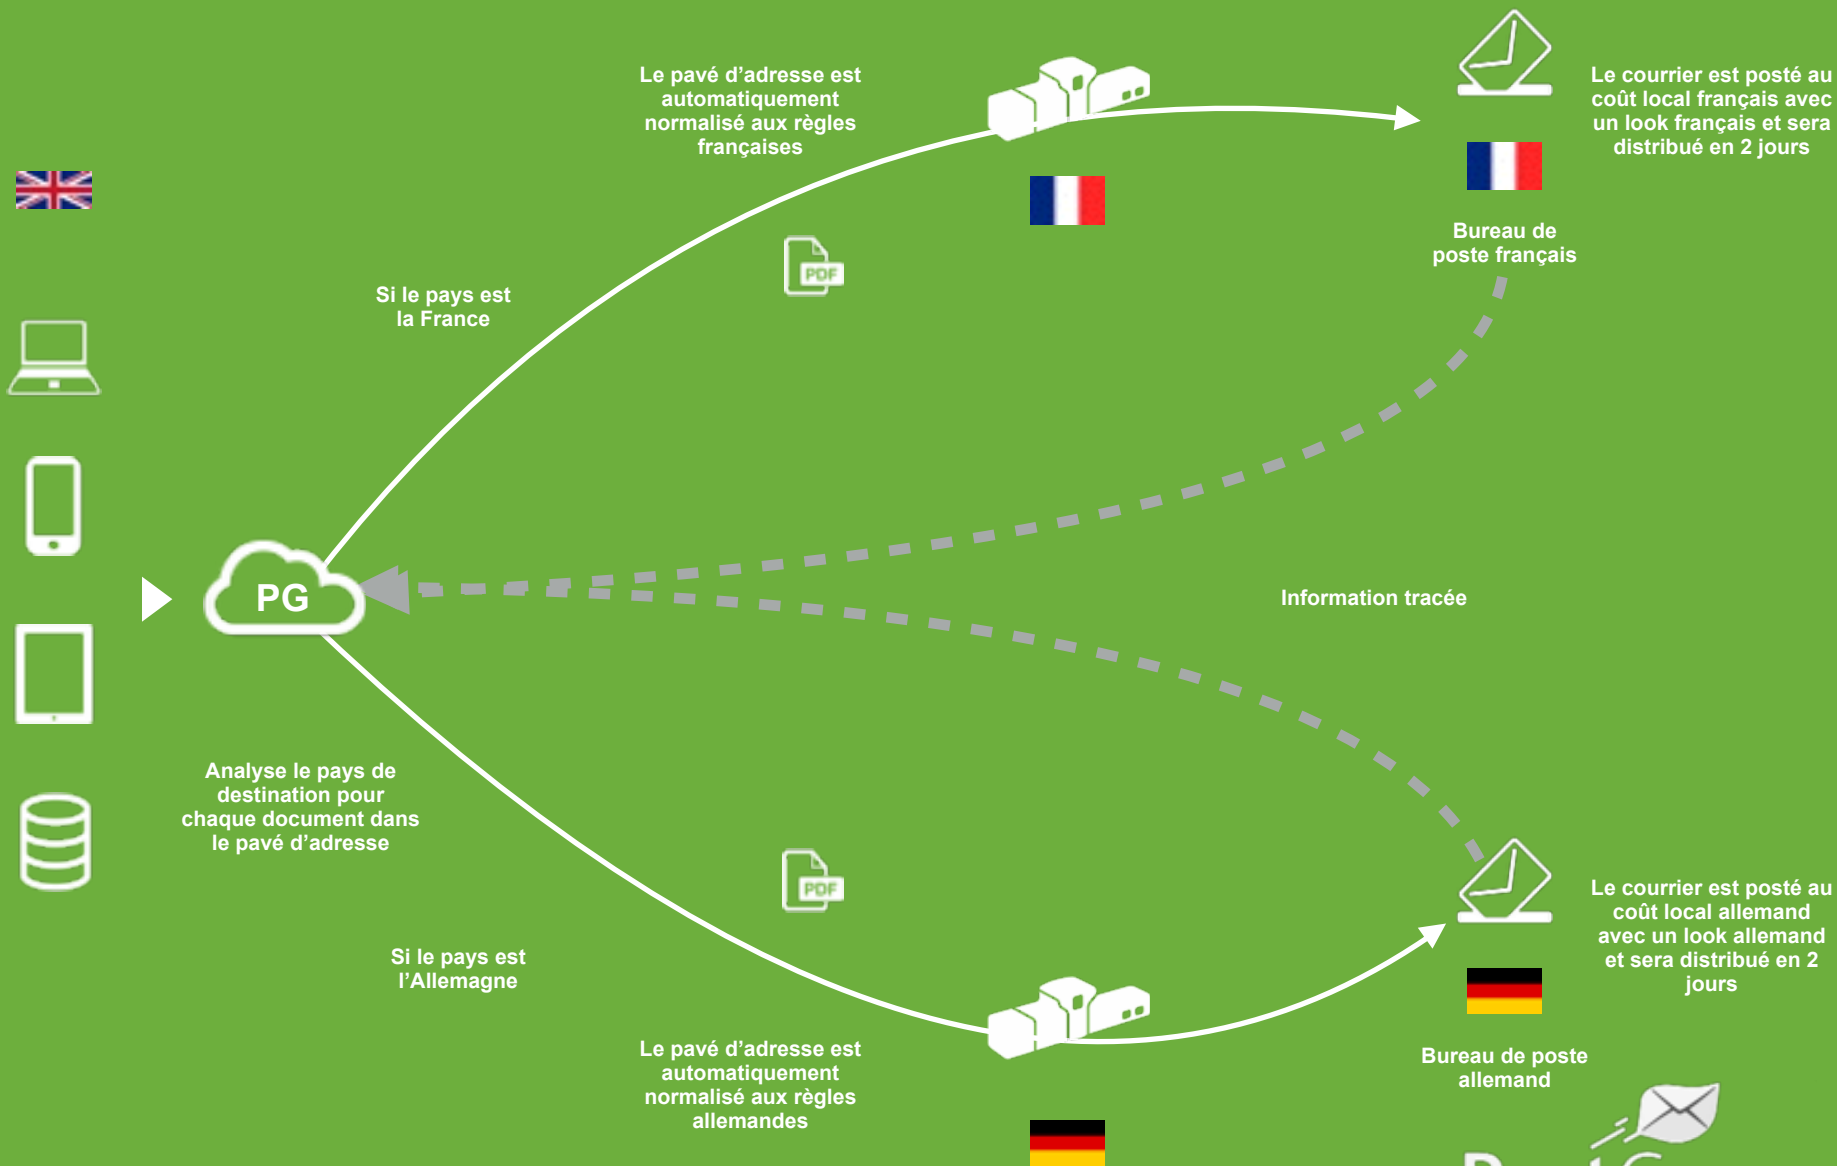 Le pavé d’adresse est
automatiquement
normalisé aux règles
françaises
Le courrier est posté au
coût local français avec
un look français et sera
distribué en 2 jours
Bureau de
poste français
PDF
Si le pays est
la France
PG
Information tracée
Analyse le pays de
destination pour
chaque document dans
le pavé d’adresse
PDF
Le courrier est posté au
coût local allemand
avec un look allemand
et sera distribué en 2
jours
Si le pays est
l’Allemagne
Le pavé d’adresse est
automatiquement
normalisé aux règles
allemandes
Bureau de poste
allemand